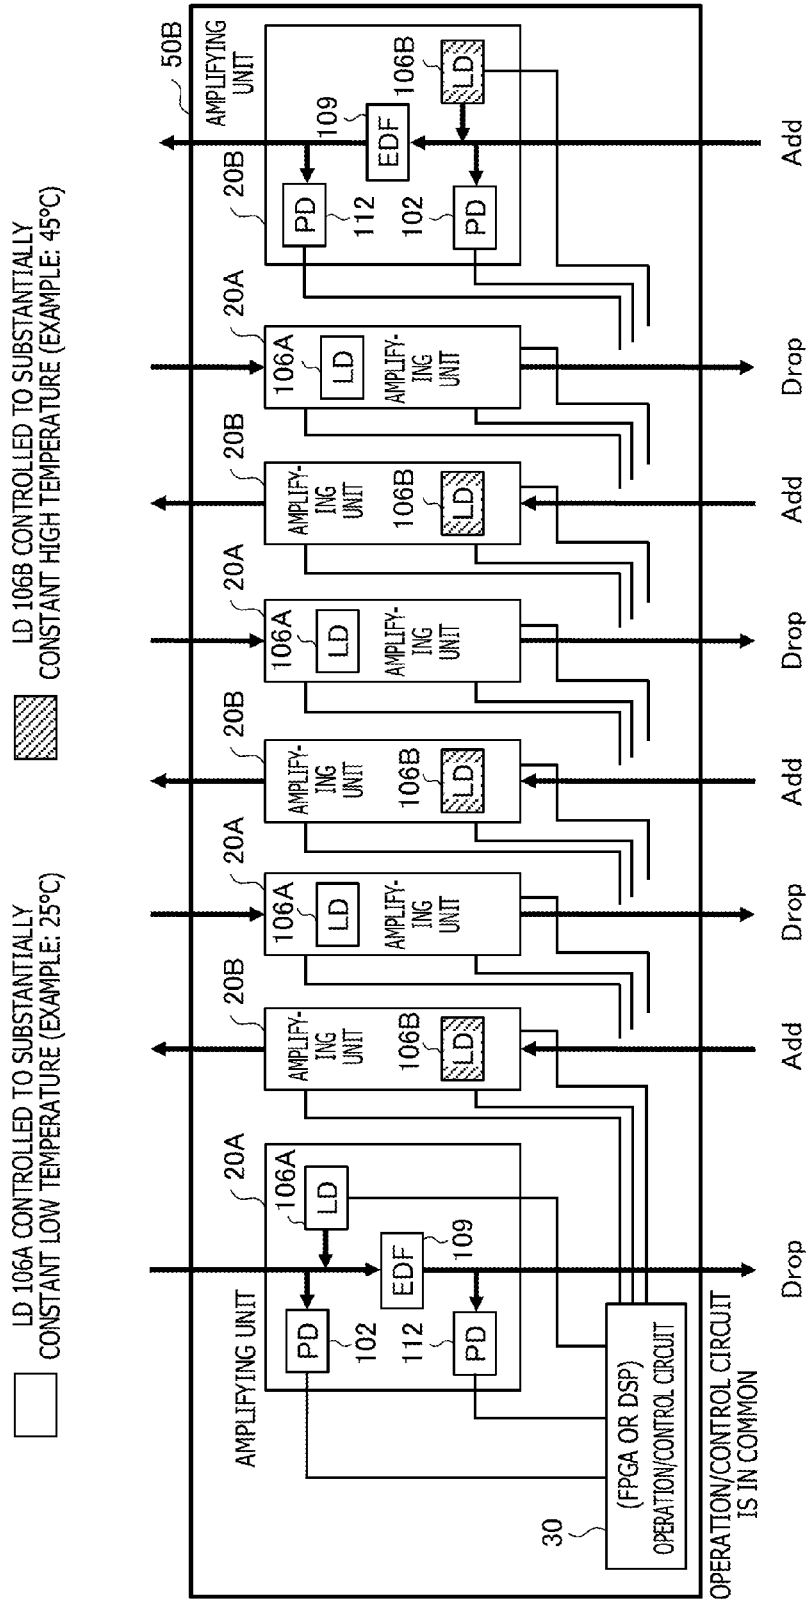 LD 106A CONTROLLED TO SUBSTANTIALLY
CONSTANT LOW TEMPERATURE (EXAMPLE: 25°C)
LD 106B CONTROLLED TO SUBSTANTIALLY
CONSTANT HIGH TEMPERATURE (EXAMPLE: 45°C)
50B
AMPLIFYING UNIT
20A
106A
LD
PD
102
EDF
109
112
PD
20B
AMPLIFY-
ING
UNIT
106B
LD
20A
106A
LD
AMPLIFY-
ING
UNIT
20B
AMPLIFY-
ING
UNIT
106B
LD
20A
106A
LD
AMPLIFY-
ING
UNIT
20B
AMPLIFY-
ING
UNIT
106B
LD
20A
106A
LD
AMPLIFY-
ING
UNIT
20B
AMPLIFYING
UNIT
109
EDF
PD
112
106B
LD
102
PD
30
(FPGA OR DSP)
OPERATION/CONTROL CIRCUIT
OPERATION/CONTROL CIRCUIT
IS IN COMMON
Drop
Add
Drop
Add
Drop
Add
Drop
Add